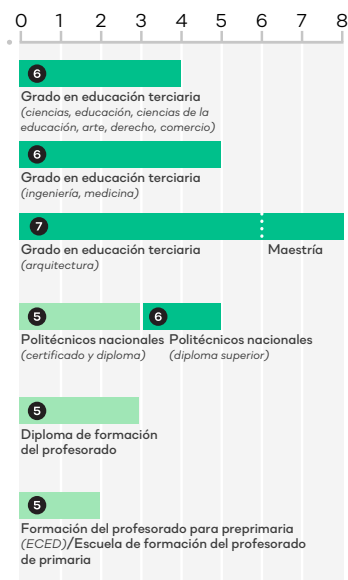 0 1 2 3 4 5 6 7 8
6
Grado en educación terciaria
(ciencias, educación, ciencias de la
educación, arte, derecho, comercio)
6
Grado en educación terciaria
(ingeniería, medicina)
7
Grado en educación terciaria Maestría
(arquitectura)
5 6
Politécnicos nacionales Politécnicos nacionales
(certificado y diploma) (diploma superior)
5
Diploma de formación
del profesorado
5
Formación del profesorado para preprimaria
(ECED)/Escuela de formación del profesorado
de primaria